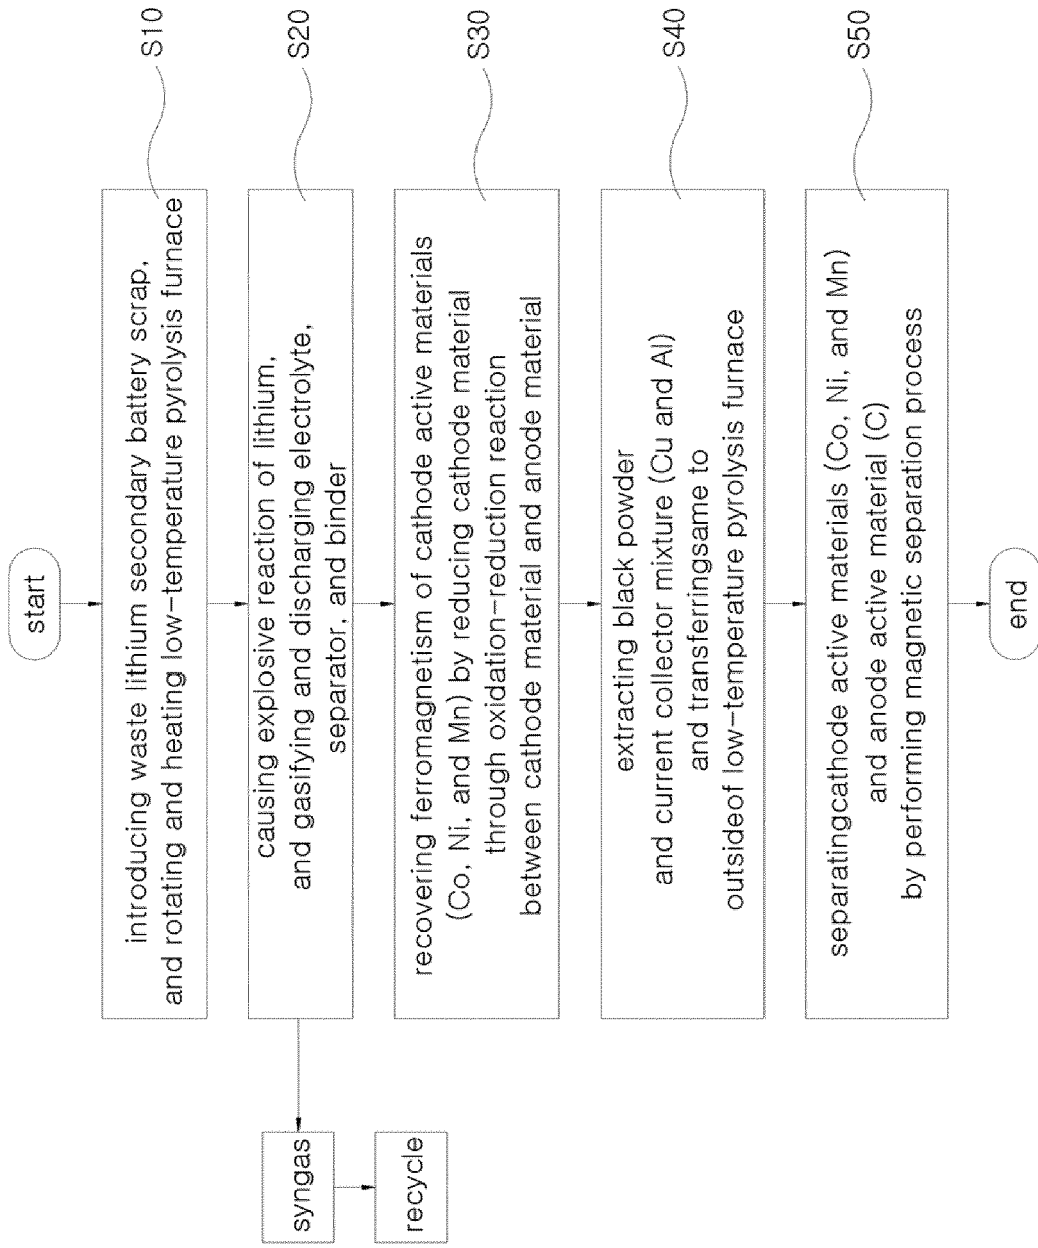 start
introducing waste lithium secondary battery scrap,
and rotating and heating low-temperature pyrolysis furnace
S10
causing explosive reaction of lithium,
and gasifying and discharging electrolyte,
separator, and binder
S20
syngas
recycle
recovering ferromagnetism of cathode active materials
(Co, Ni, and Mn) by reducing cathode material
through oxidation-reduction reaction
between cathode material and anode material
S30
extracting black powder
and current collector mixture (Cu and Al)
and transferringsame to
outsideof low-temperature pyrolysis furnace
S40
separatingcathode active materials (Co, Ni, and Mn)
and anode active material (C)
by performing magnetic separation process
S50
end